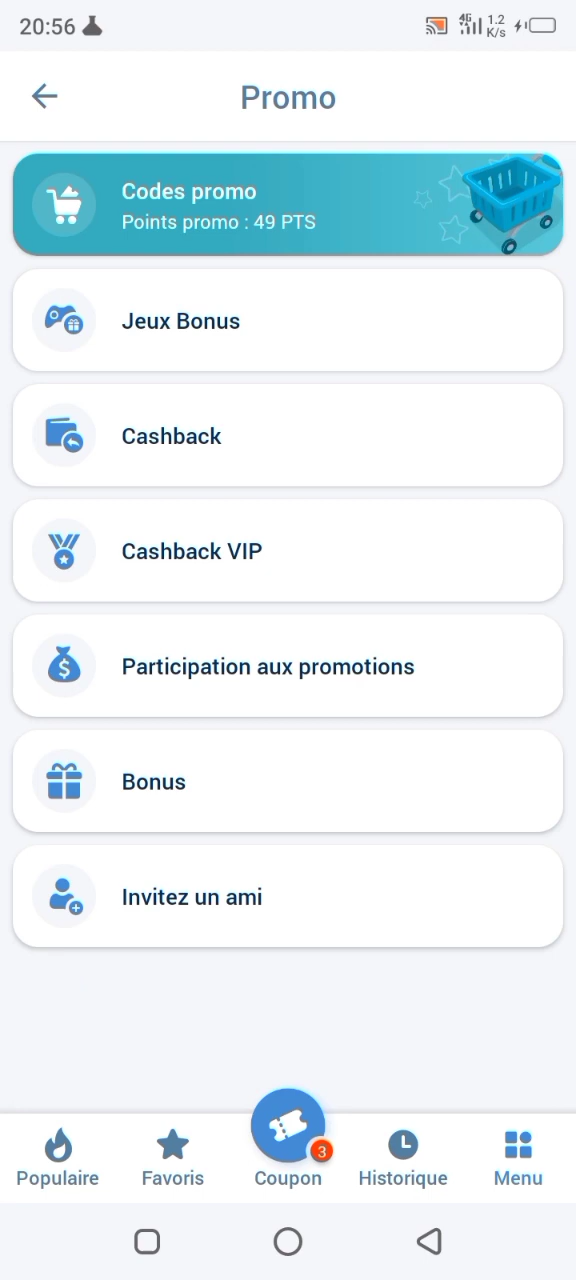 20:56
4G 1.2 K/s
Promo
Codes promo
Points promo : 49 PTS
Jeux Bonus
Cashback
Cashback VIP
Participation aux promotions
Bonus
Invitez un ami
3
Populaire Favoris Coupon Historique Menu